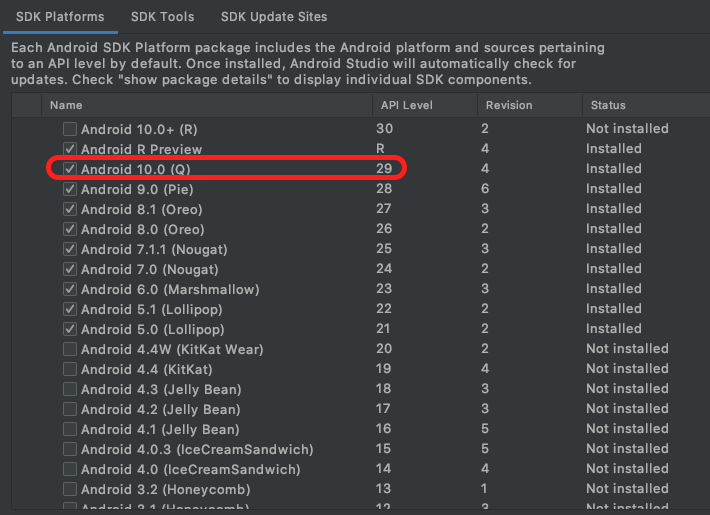 SDK Platforms SDK Tools SDK Update Sites
Each Android SDK Platform package includes the Android platform and sources pertaining
to an API level by default. Once installed, Android Studio will automatically check for
updates. Check "show package details" to display individual SDK components.
Name API Level Revision Status
Android 10.0+ (R) 30 2 Not installed
Android R Preview R 4 Installed
Android 10.0 (Q) 29 4 Installed
Android 9.0 (Pie) 28 6 Installed
Android 8.1 (Oreo) 27 3 Installed
Android 8.0 (Oreo) 26 2 Installed
Android 7.1.1 (Nougat) 25 3 Installed
Android 7.0 (Nougat) 24 2 Installed
Android 6.0 (Marshmallow) 23 3 Installed
Android 5.1 (Lollipop) 22 2 Installed
Android 5.0 (Lollipop) 21 2 Installed
Android 4.4W (KitKat Wear) 20 2 Not installed
Android 4.4 (KitKat) 19 4 Not installed
Android 4.3 (Jelly Bean) 18 3 Not installed
Android 4.2 (Jelly Bean) 17 3 Not installed
Android 4.1 (Jelly Bean) 16 5 Not installed
Android 4.0.3 (IceCreamSandwich) 15 5 Not installed
Android 4.0 (IceCreamSandwich) 14 4 Not installed
Android 3.2 (Honeycomb) 13 1 Not installed
Android 3.1 (Honeycomb) 12 3 Not installed